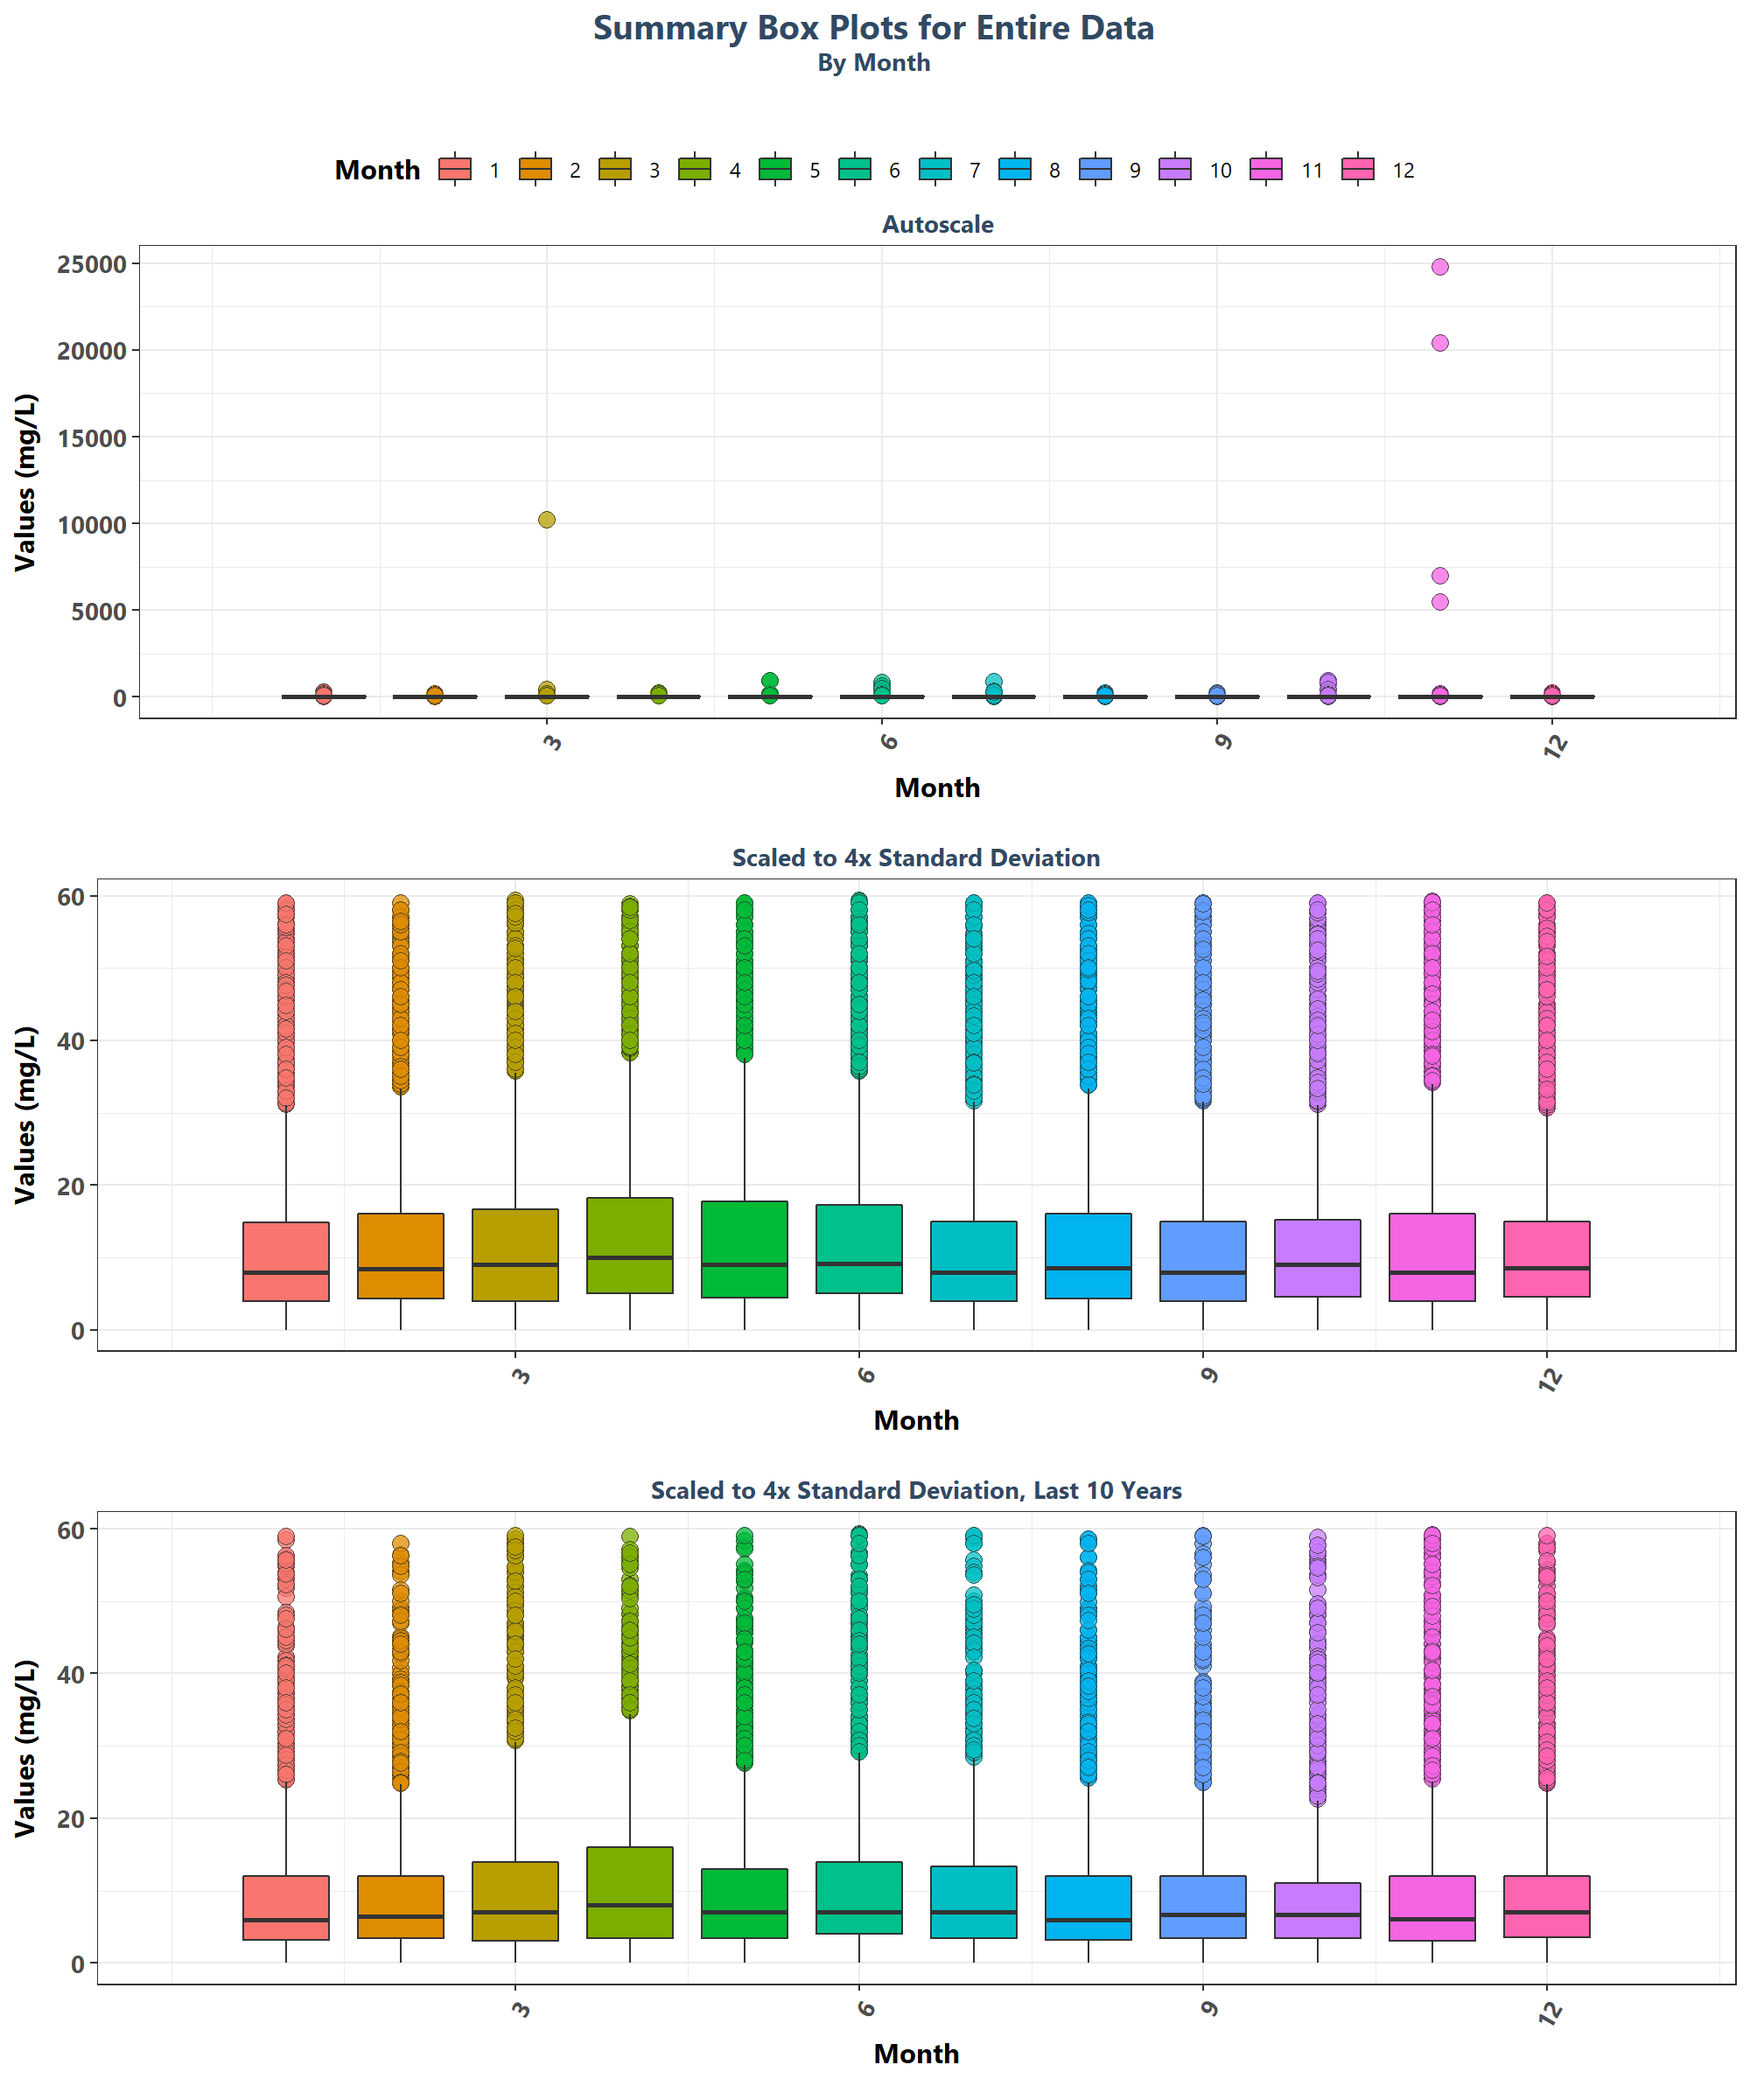 Summary Box Plots for Entire Data
By Month
Month 1 2 3 4 5 6 7 8 9 10 11 12
Autoscale
25000
20000
15000
10000
5000
0
Values (mg/L)
3 6 9 12
Month
Scaled to 4x Standard Deviation
60
40
20
0
Values (mg/L)
3 6 9 12
Month
Scaled to 4x Standard Deviation, Last 10 Years
60
40
20
0
Values (mg/L)
3 6 9 12
Month